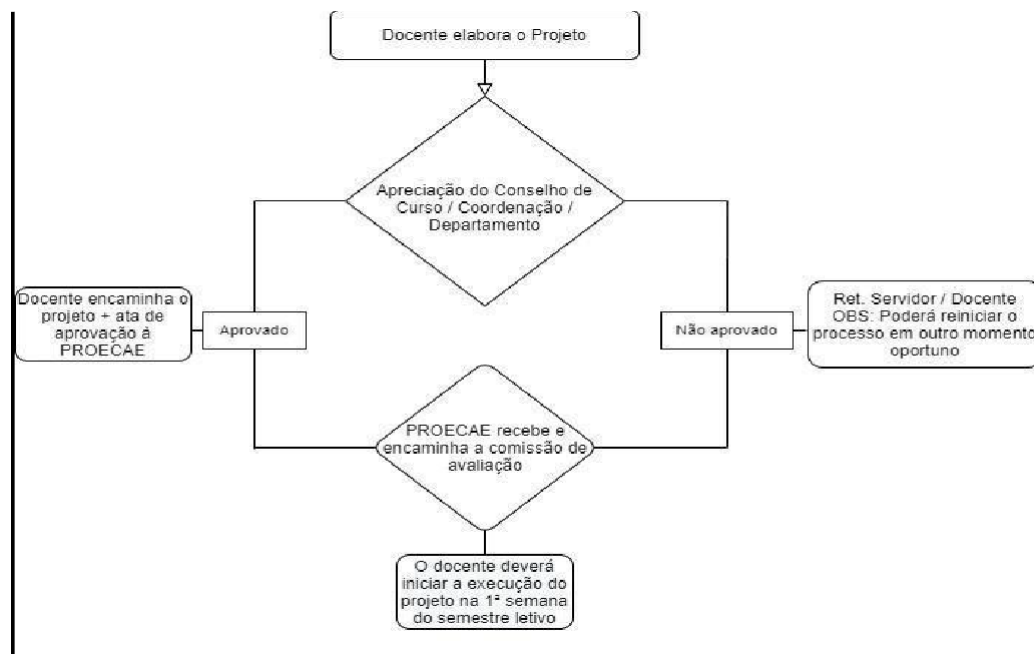 Docente elabora o Projeto
Apreciação do Conselho de
Curso / Coordenação /
Departamento
Docente encaminha o
projeto + ata de
aprovação à
PROECAE
Aprovado
Não aprovado
Ret. Servidor / Docente
OBS: Poderá reiniciar o
processo em outro momento
oportuno
PROECAE recebe e
encaminha a comissão de
avaliação
O docente deverá
iniciar a execução do
projeto na 1ª semana
do semestre letivo